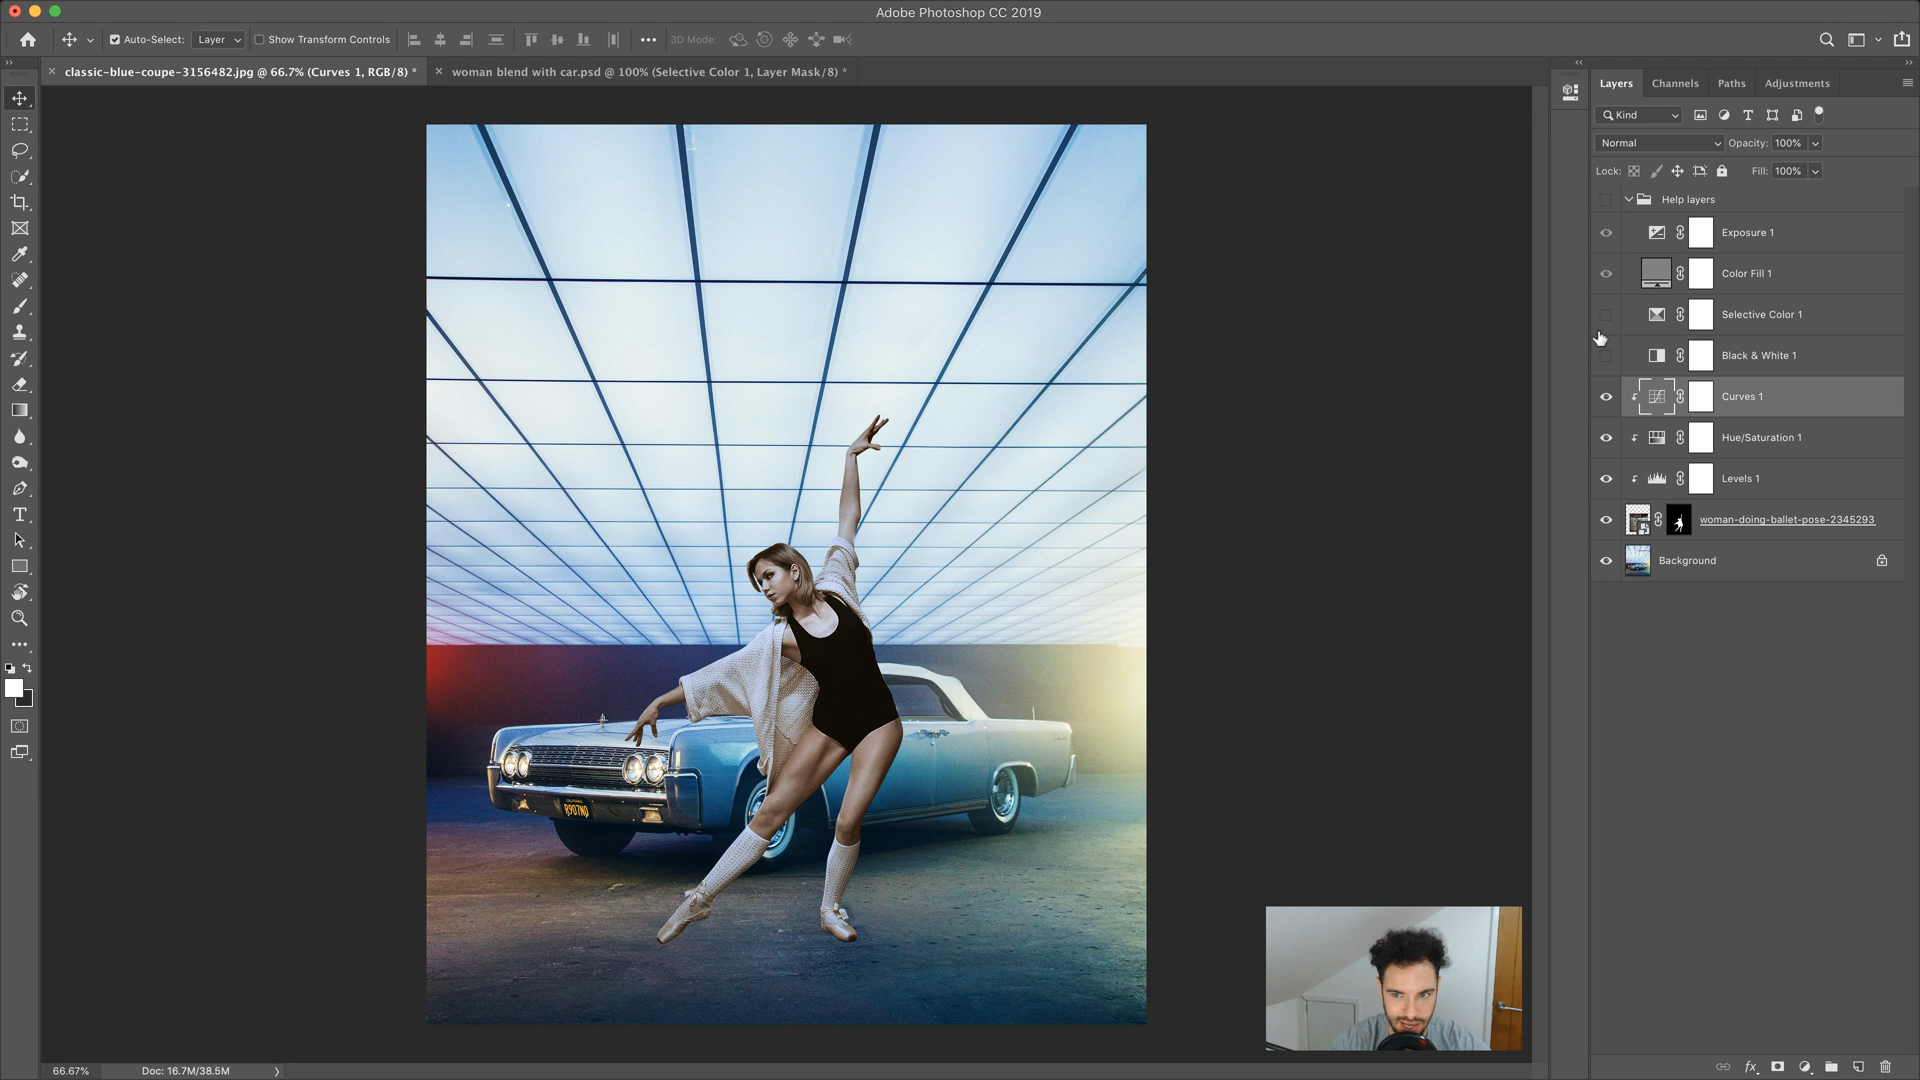 Adobe Photoshop CC 2019
Auto-Select: Layer Show Transform Controls 3D Mode:
classic-blue-coupe-3156482.jpg @ 66.7% (Curves 1, RGB/8) * woman blend with car.psd @ 100% (Selective Color 1, Layer Mask/8) *
Layers Channels Paths Adjustments
Kind
Normal Opacity: 100%
Lock: Fill: 100%
Help layers
Exposure 1
Color Fill 1
Selective Color 1
Black & White 1
Curves 1
Hue/Saturation 1
Levels 1
woman-doing-ballet-pose-2345293
Background
66.67% Doc: 16.7M/38.5M